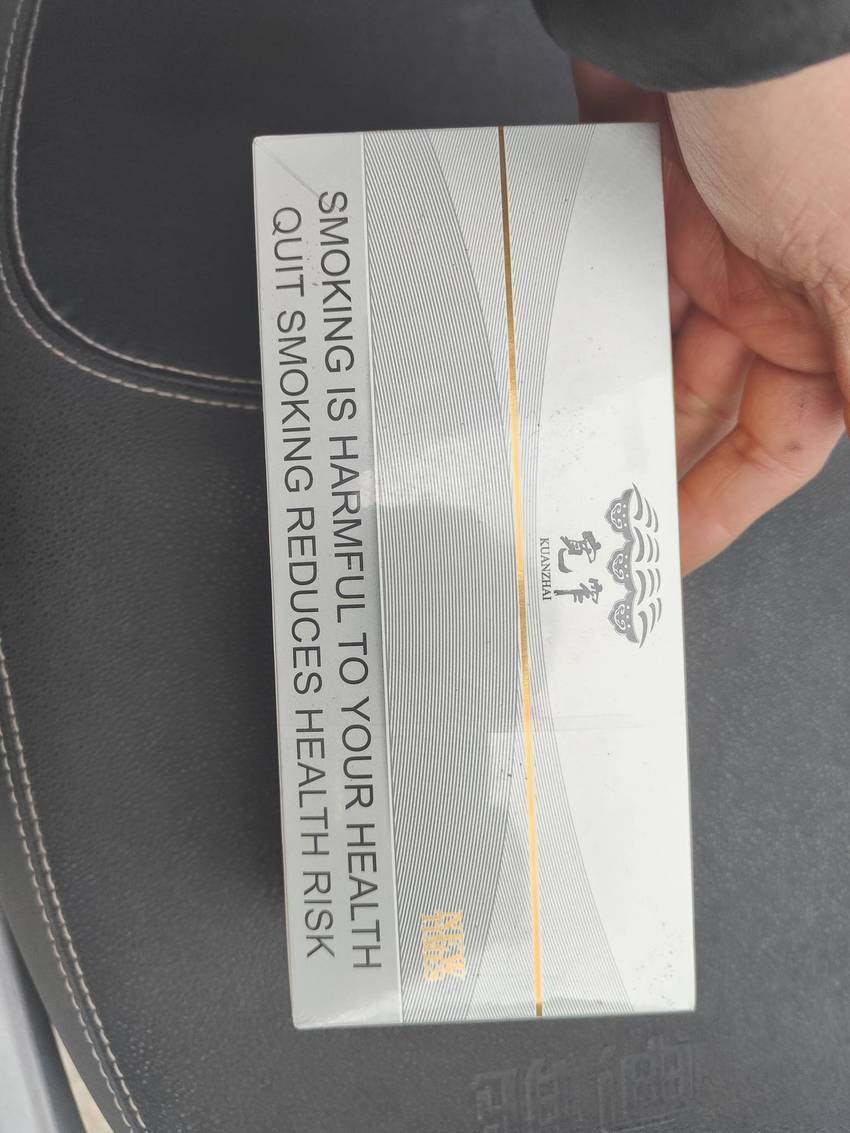 宽窄
KUANZHAI
SMOKING IS HARMFUL TO YOUR HEALTH
QUIT SMOKING REDUCES HEALTH RISK